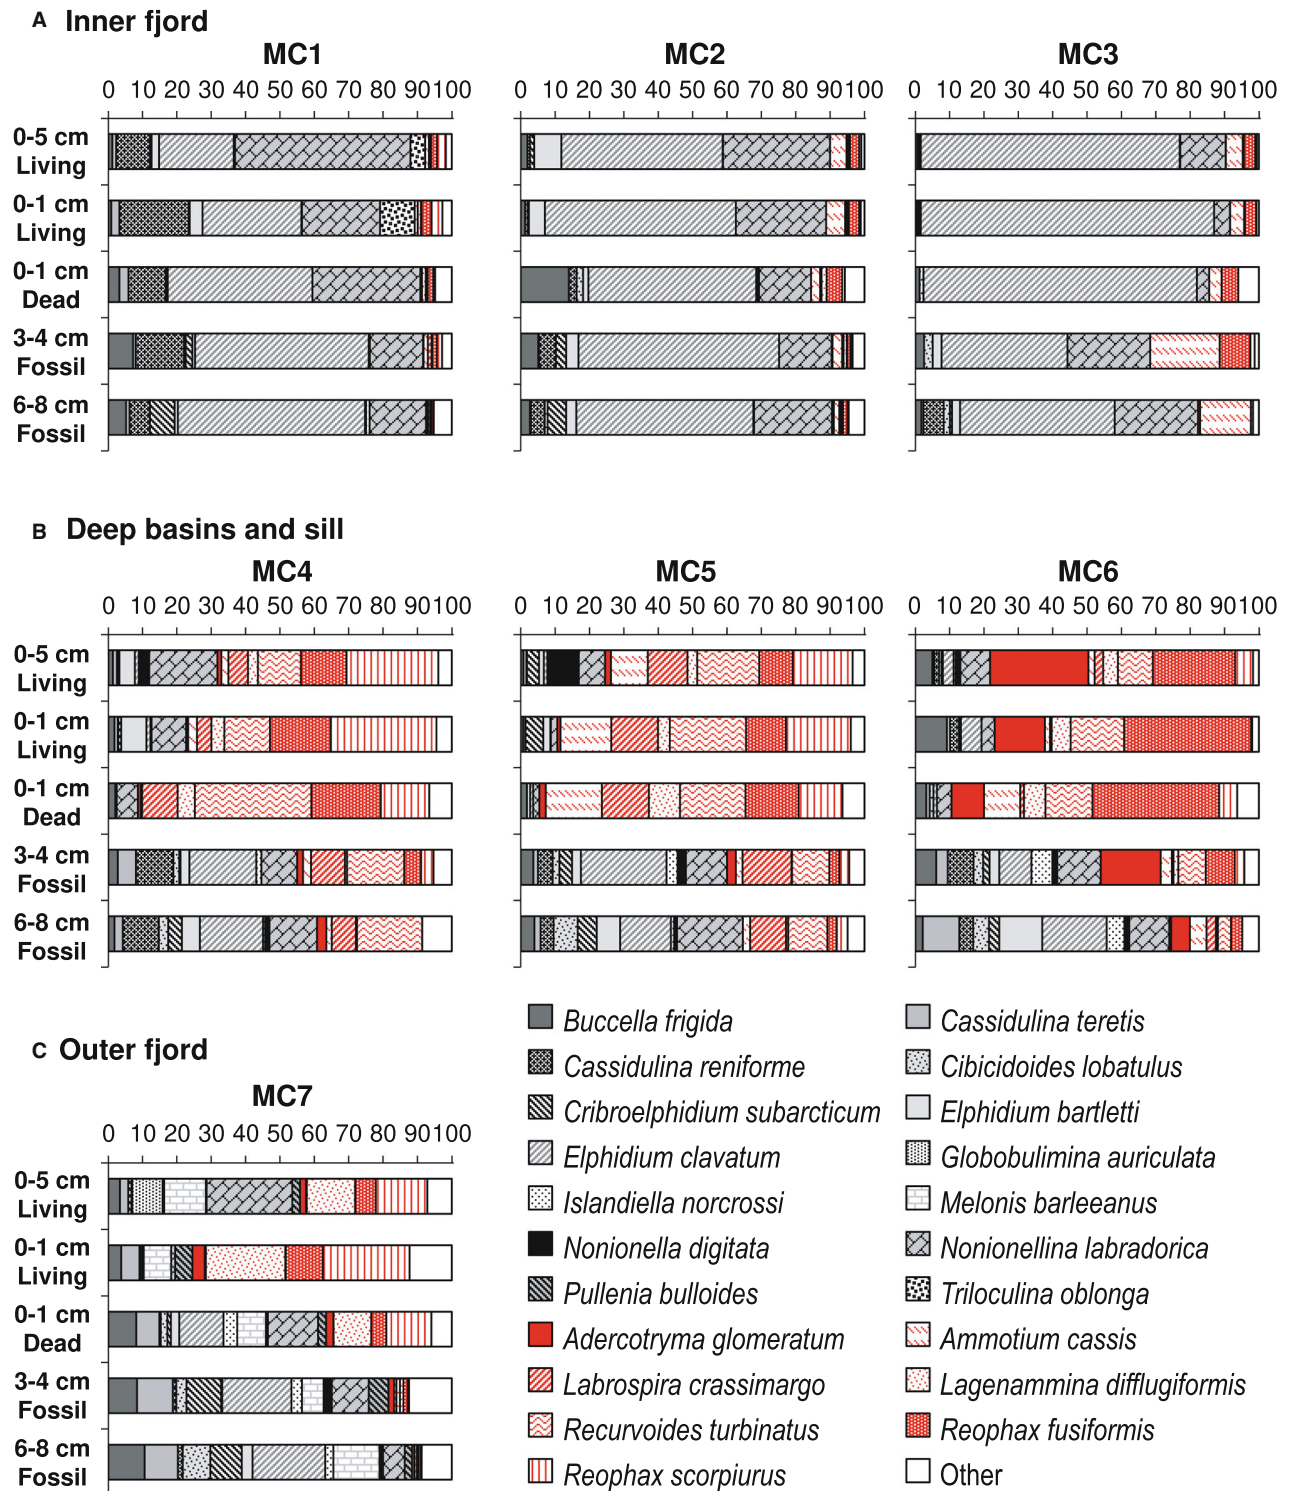 A Inner fjord
MC1 MC2 MC3
0 10 20 30 40 50 60 70 80 90 100 0 10 20 30 40 50 60 70 80 90 100 0 10 20 30 40 50 60 70 80 90 100
0-5 cm
Living
0-1 cm
Living
0-1 cm
Dead
3-4 cm
Fossil
6-8 cm
Fossil
B Deep basins and sill
MC4 MC5 MC6
0 10 20 30 40 50 60 70 80 90 100 0 10 20 30 40 50 60 70 80 90 100 0 10 20 30 40 50 60 70 80 90 100
0-5 cm
Living
0-1 cm
Living
0-1 cm
Dead
3-4 cm
Fossil
6-8 cm
Fossil
C Outer fjord
MC7
0 10 20 30 40 50 60 70 80 90 100
0-5 cm
Living
0-1 cm
Living
0-1 cm
Dead
3-4 cm
Fossil
6-8 cm
Fossil
Buccella frigida Cassidulina teretis
Cassidulina reniforme Cibicidoides lobatulus
Cribroelphidium subarcticum Elphidium bartletti
Elphidium clavatum Globobulimina auriculata
Islandiella norcrossi Melonis barleeanus
Nonionella digitata Nonionellina labradorica
Pullenia bulloides Triloculina oblonga
Adercotryma glomeratum Ammotium cassis
Labrospira crassimargo Lagenammina difflugiformis
Recurvoides turbinatus Reophax fusiformis
Reophax scorpiurus Other